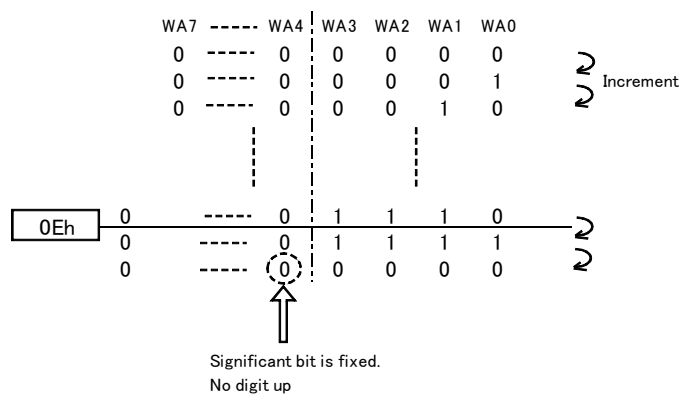 WA7 ------ WA4 WA3 WA2 WA1 WA0
0 ----- 0 0 0 0 0
0 ----- 0 0 0 0 1
Increment
0 ----- 0 0 0 1 0
0Eh
0 ----- 0 1 1 1 0
0 ----- 0 1 1 1 1
0 ----- 0 0 0 0 0
Significant bit is fixed.
No digit up